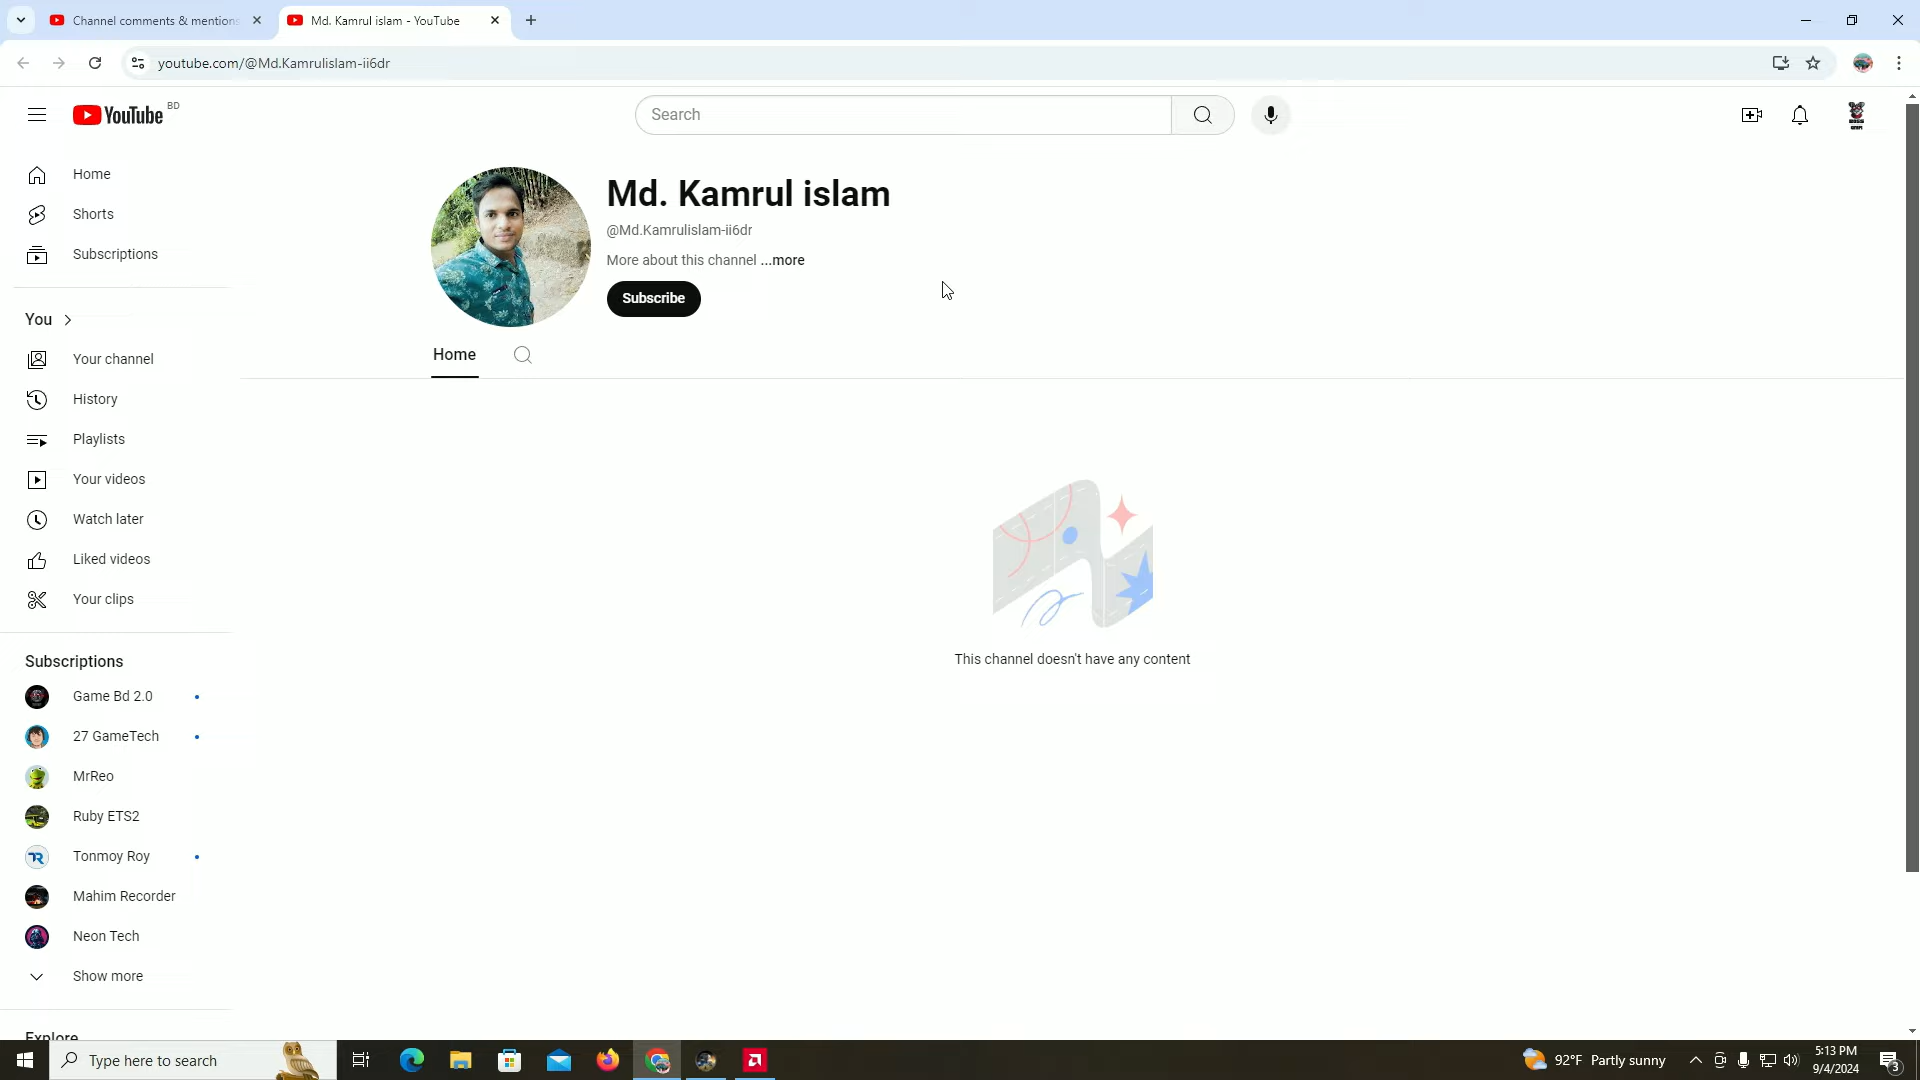 Channel comments & mentions
Md. Kamrul islam - YouTube
youtube.com/@Md.Kamrulislam-ii6dr
YouTube BD
Search
Home
Shorts
Subscriptions
You
Your channel
History
Playlists
Your videos
Watch later
Liked videos
Your clips
Subscriptions
Game Bd 2.0
27 GameTech
MrReo
Ruby ETS2
Tonmoy Roy
Mahim Recorder
Neon Tech
Show more
Explore
Md. Kamrul islam
@Md.Kamrulislam-ii6dr
More about this channel ...more
Subscribe
Home
This channel doesn't have any content
Type here to search
92°F Partly sunny
5:13 PM
9/4/2024
3